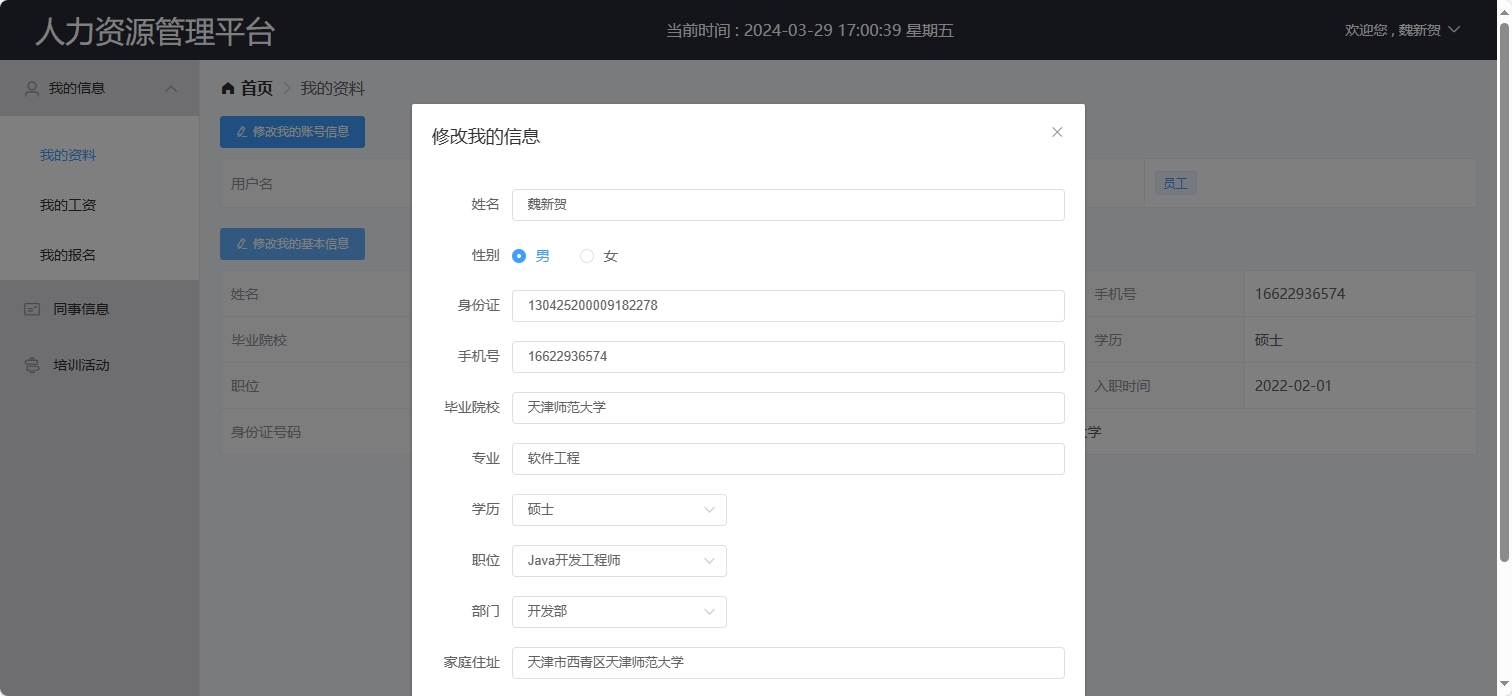 人力资源管理平台
当前时间 : 2024-03-29 17:00:39 星期五
欢迎您 , 魏新贺
我的信息
我的资料
我的工资
我的报名
同事信息
培训活动
首页 我的资料
修改我的账号信息
用户名
员工
修改我的基本信息
姓名
手机号 16622936574
毕业院校
学历 硕士
职位
入职时间 2022-02-01
身份证号码
大学
修改我的信息
姓名 魏新贺
性别 男 女
身份证 130425200009182278
手机号 16622936574
毕业院校 天津师范大学
专业 软件工程
学历 硕士
职位 Java开发工程师
部门 开发部
家庭住址 天津市西青区天津师范大学